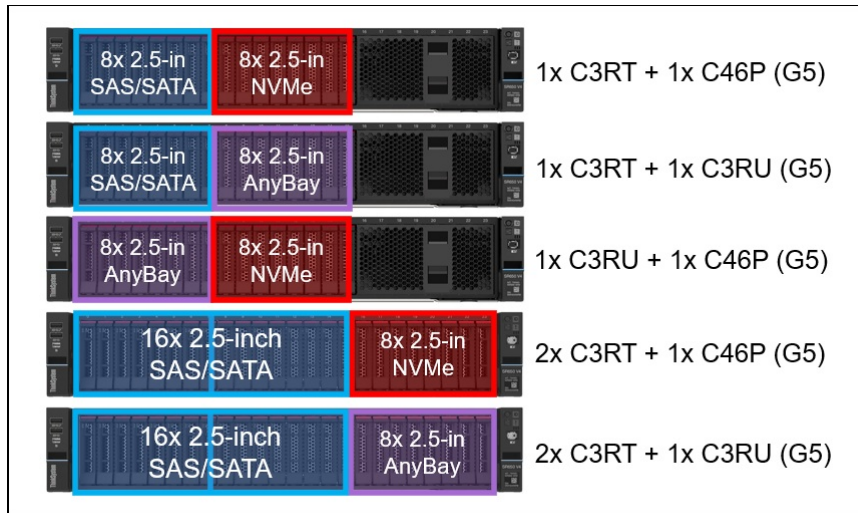 8x 2.5-in
SAS/SATA
8x 2.5-in
NVMe
1x C3RT + 1x C46P (G5)
8x 2.5-in
SAS/SATA
8x 2.5-in
AnyBay
1x C3RT + 1x C3RU (G5)
8x 2.5-in
AnyBay
8x 2.5-in
NVMe
1x C3RU + 1x C46P (G5)
16x 2.5-inch
SAS/SATA
8x 2.5-in
NVMe
2x C3RT + 1x C46P (G5)
16x 2.5-inch
SAS/SATA
8x 2.5-in
AnyBay
2x C3RT + 1x C3RU (G5)